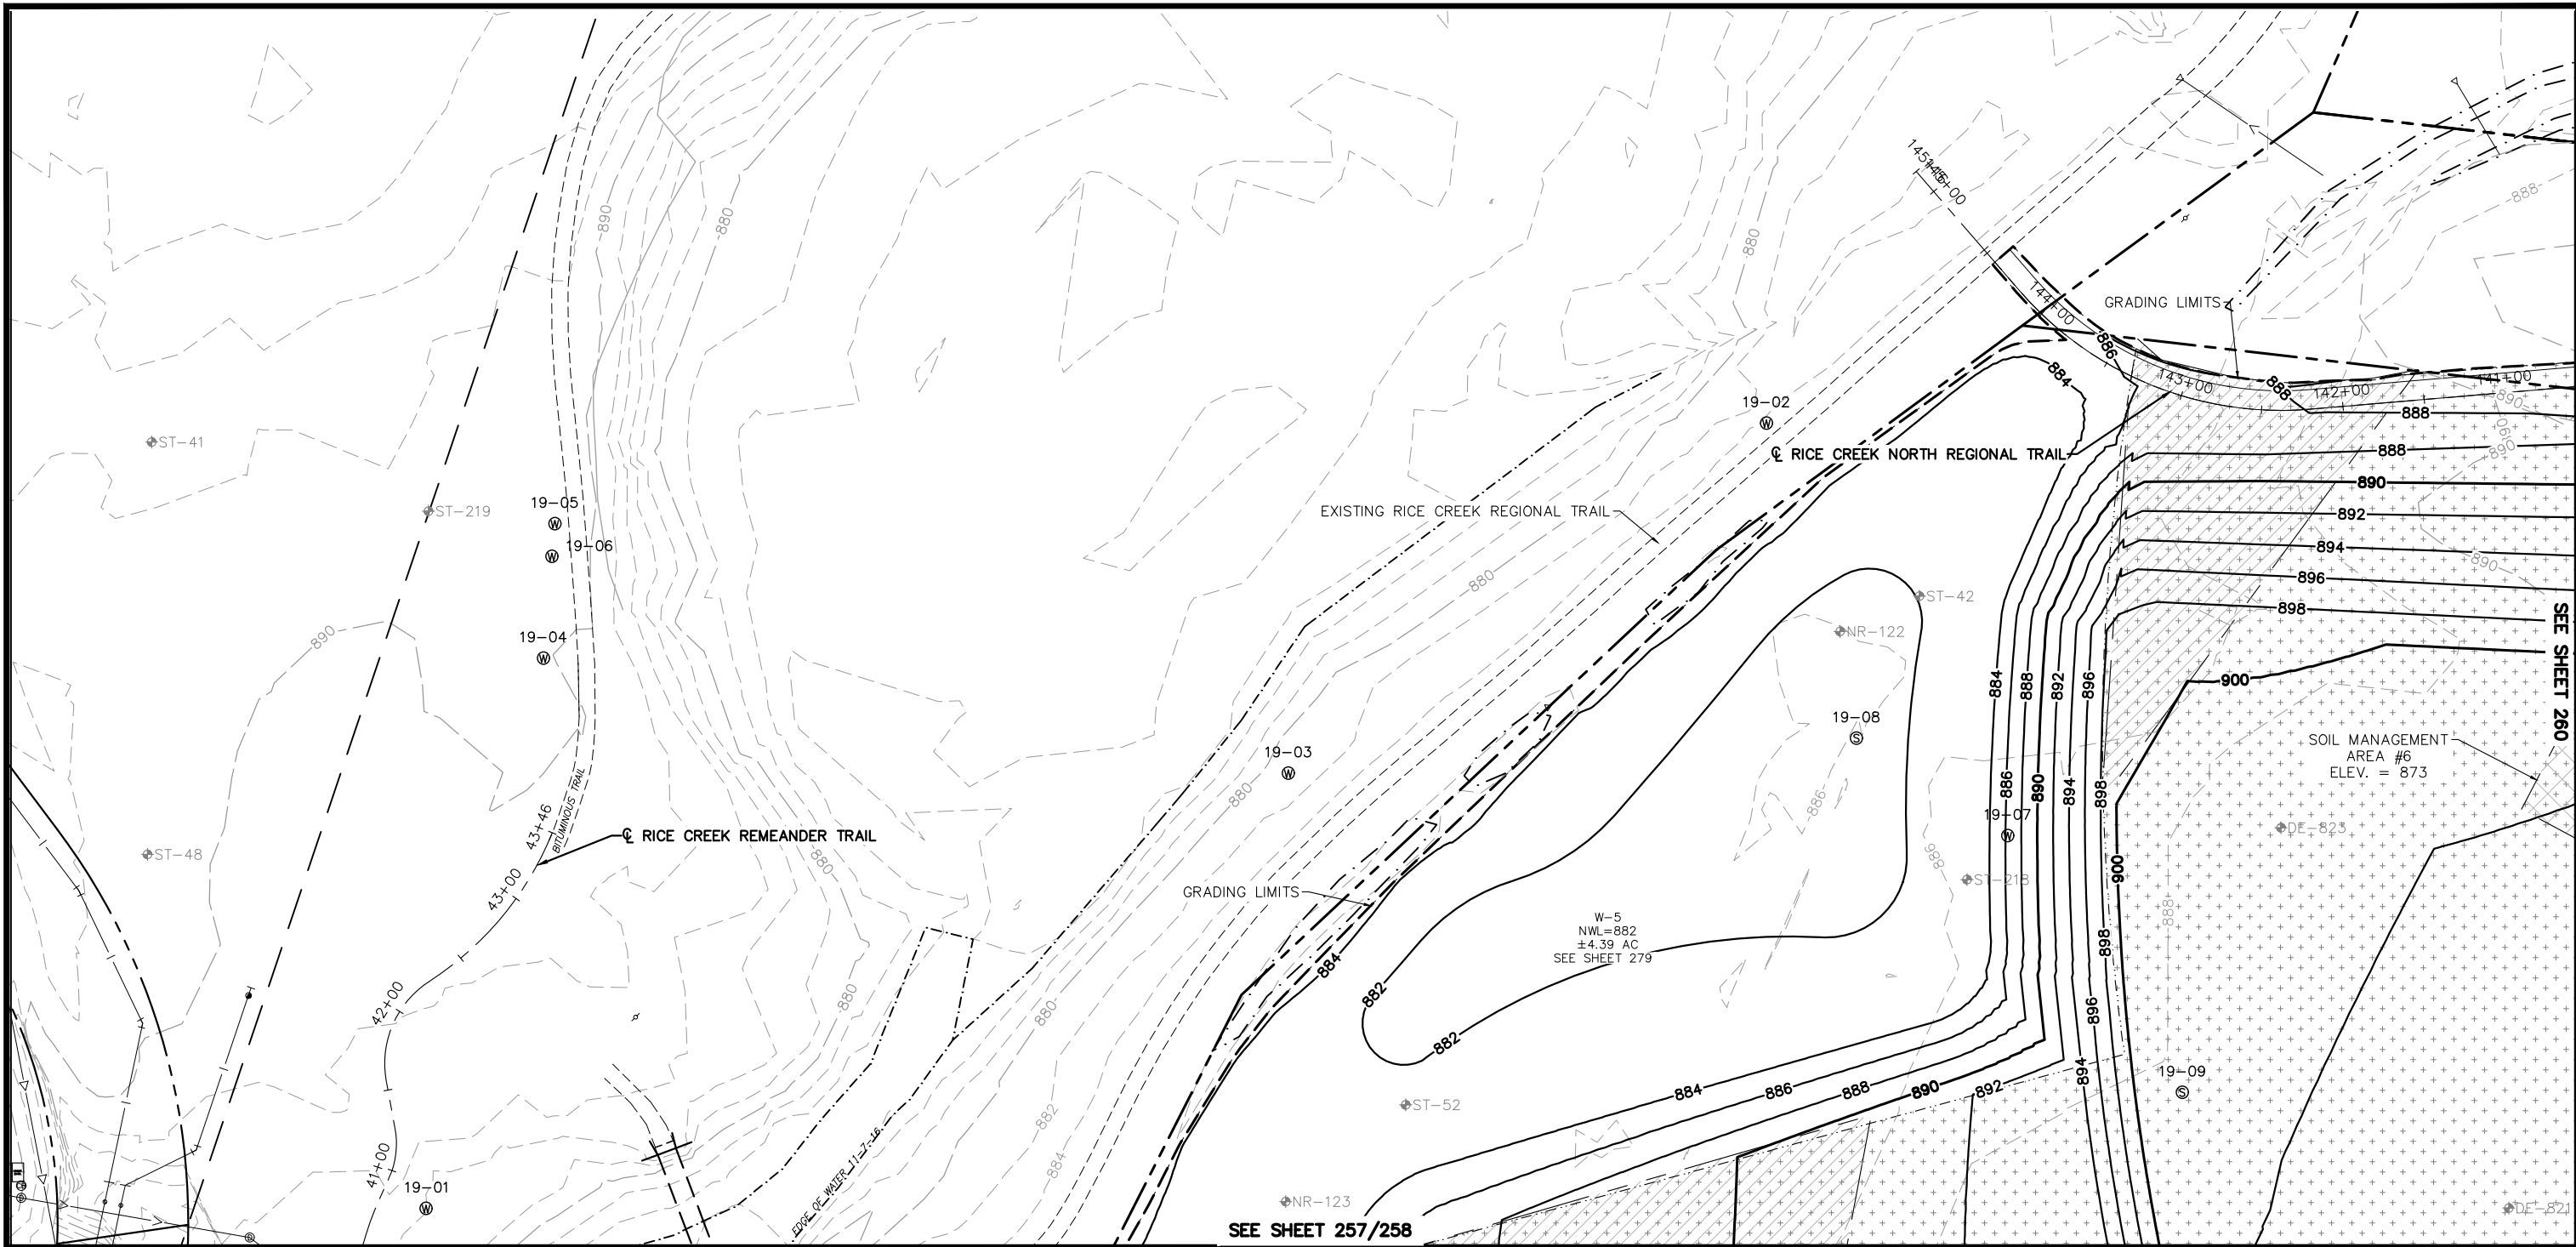 145+15
145+00
144+00
GRADING LIMITS
143+00
142+00
141+00
890
880
880
888
886
888
884
888
890
890
890
888
890
892
894
890
896
898
900
19-02
℄ RICE CREEK NORTH REGIONAL TRAIL
EXISTING RICE CREEK REGIONAL TRAIL
ST-41
ST-219
19-05
19-06
19-04
890
880
ST-42
NR-122
19-08
19-03
880
884
888
892
896
886
890
894
898
19-07
886
886
ST-218
SOIL MANAGEMENT
AREA #6
ELEV. = 873
SEE SHEET 260
DE-823
900
ST-48
43+46
BITUMINOUS TRAIL
℄ RICE CREEK REMEANDER TRAIL
43+00
42+00
41+00
19-01
880
880
880
882
884
EDGE OF WATER 11-7-16
GRADING LIMITS
W-5
NWL=882
±4.39 AC
SEE SHEET 279
884
882
882
888
898
896
894
884
886
888
890
892
19-09
ST-52
NR-123
DE-821
SEE SHEET 257/258